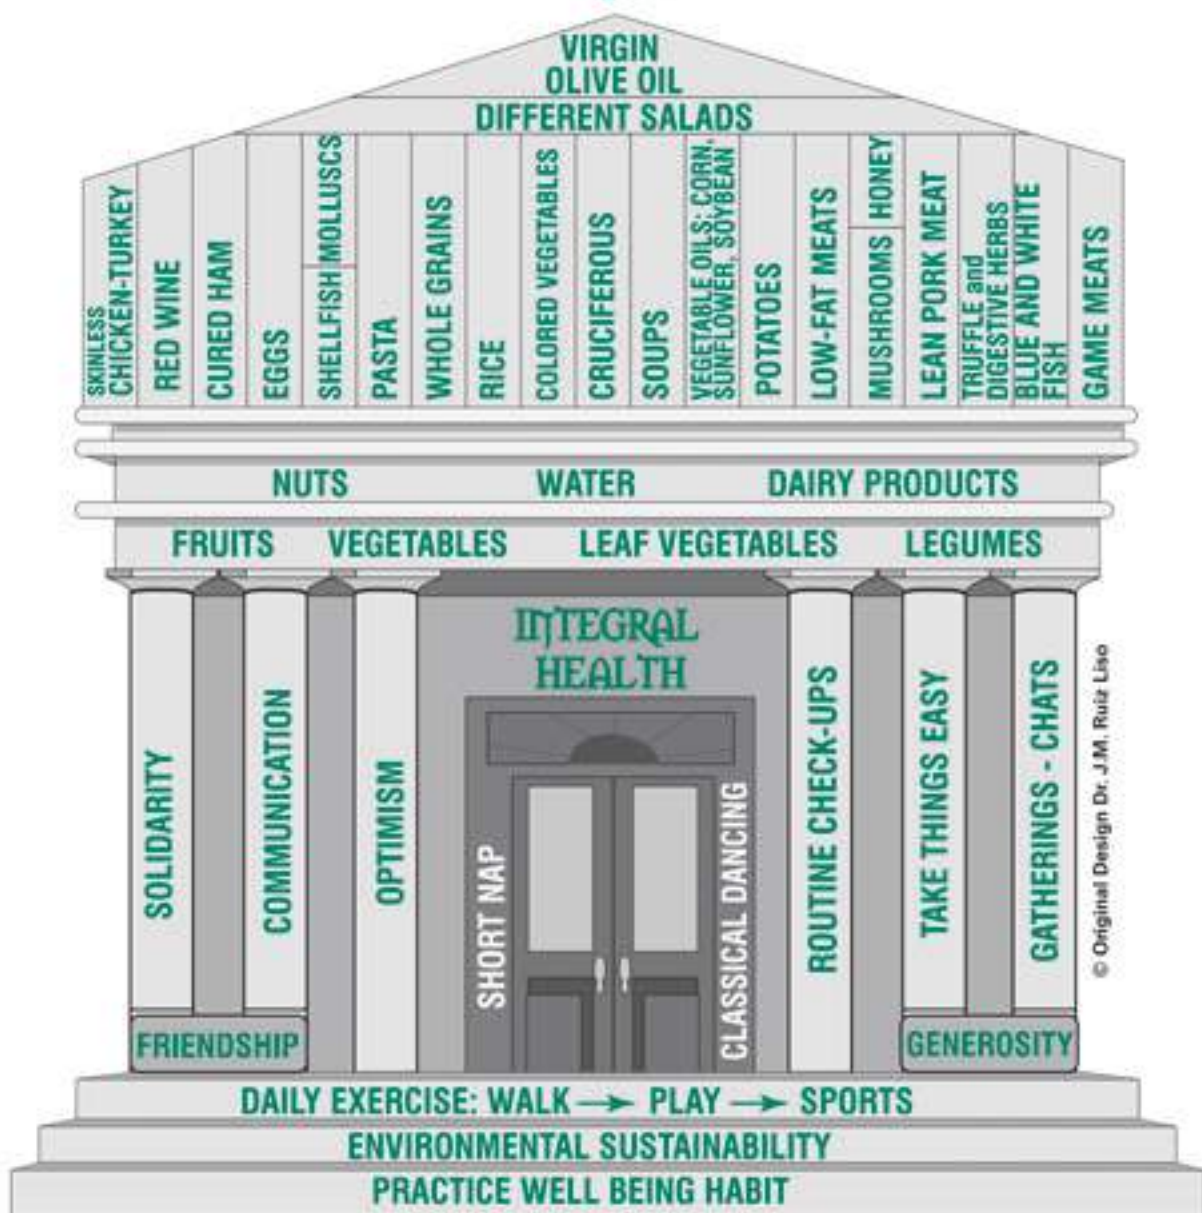 VIRGIN
OLIVE OIL
DIFFERENT SALADS
SKINLESS
CHICKEN-TURKEY
RED WINE
CURED HAM
EGGS
SHELLFISH
MOLLUSCS
PASTA
WHOLE GRAINS
RICE
COLORED VEGETABLES
CRUCIFEROUS
SOUPS
VEGETABLE OILS: CORN,
SUNFLOWER, SOYBEAN
POTATOES
LOW-FAT MEATS
MUSHROOMS
HONEY
LEAN PORK MEAT
TRUFFLE and
DIGESTIVE HERBS
BLUE AND WHITE
FISH
GAME MEATS
NUTS WATER DAIRY PRODUCTS
FRUITS VEGETABLES LEAF VEGETABLES LEGUMES
INTEGRAL
HEALTH
SOLIDARITY
COMMUNICATION
OPTIMISM
SHORT NAP
CLASSICAL DANCING
ROUTINE CHECK-UPS
TAKE THINGS EASY
GATHERINGS - CHATS
© Original Design Dr. J.M. Ruiz Liso
FRIENDSHIP
GENEROSITY
DAILY EXERCISE: WALK → PLAY → SPORTS
ENVIRONMENTAL SUSTAINABILITY
PRACTICE WELL BEING HABIT